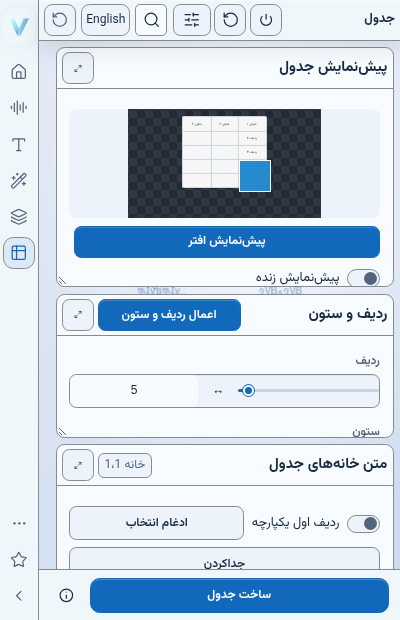 جدول
English
پیش‌نمایش جدول
پیش‌نمایش افتر
پیش‌نمایش زنده
ردیف و ستون
اعمال ردیف و ستون
ردیف
5
ستون
متن خانه‌های جدول
خانه 1،1
ردیف اول یکپارچه
ادغام انتخاب
جداکردن
ساخت جدول